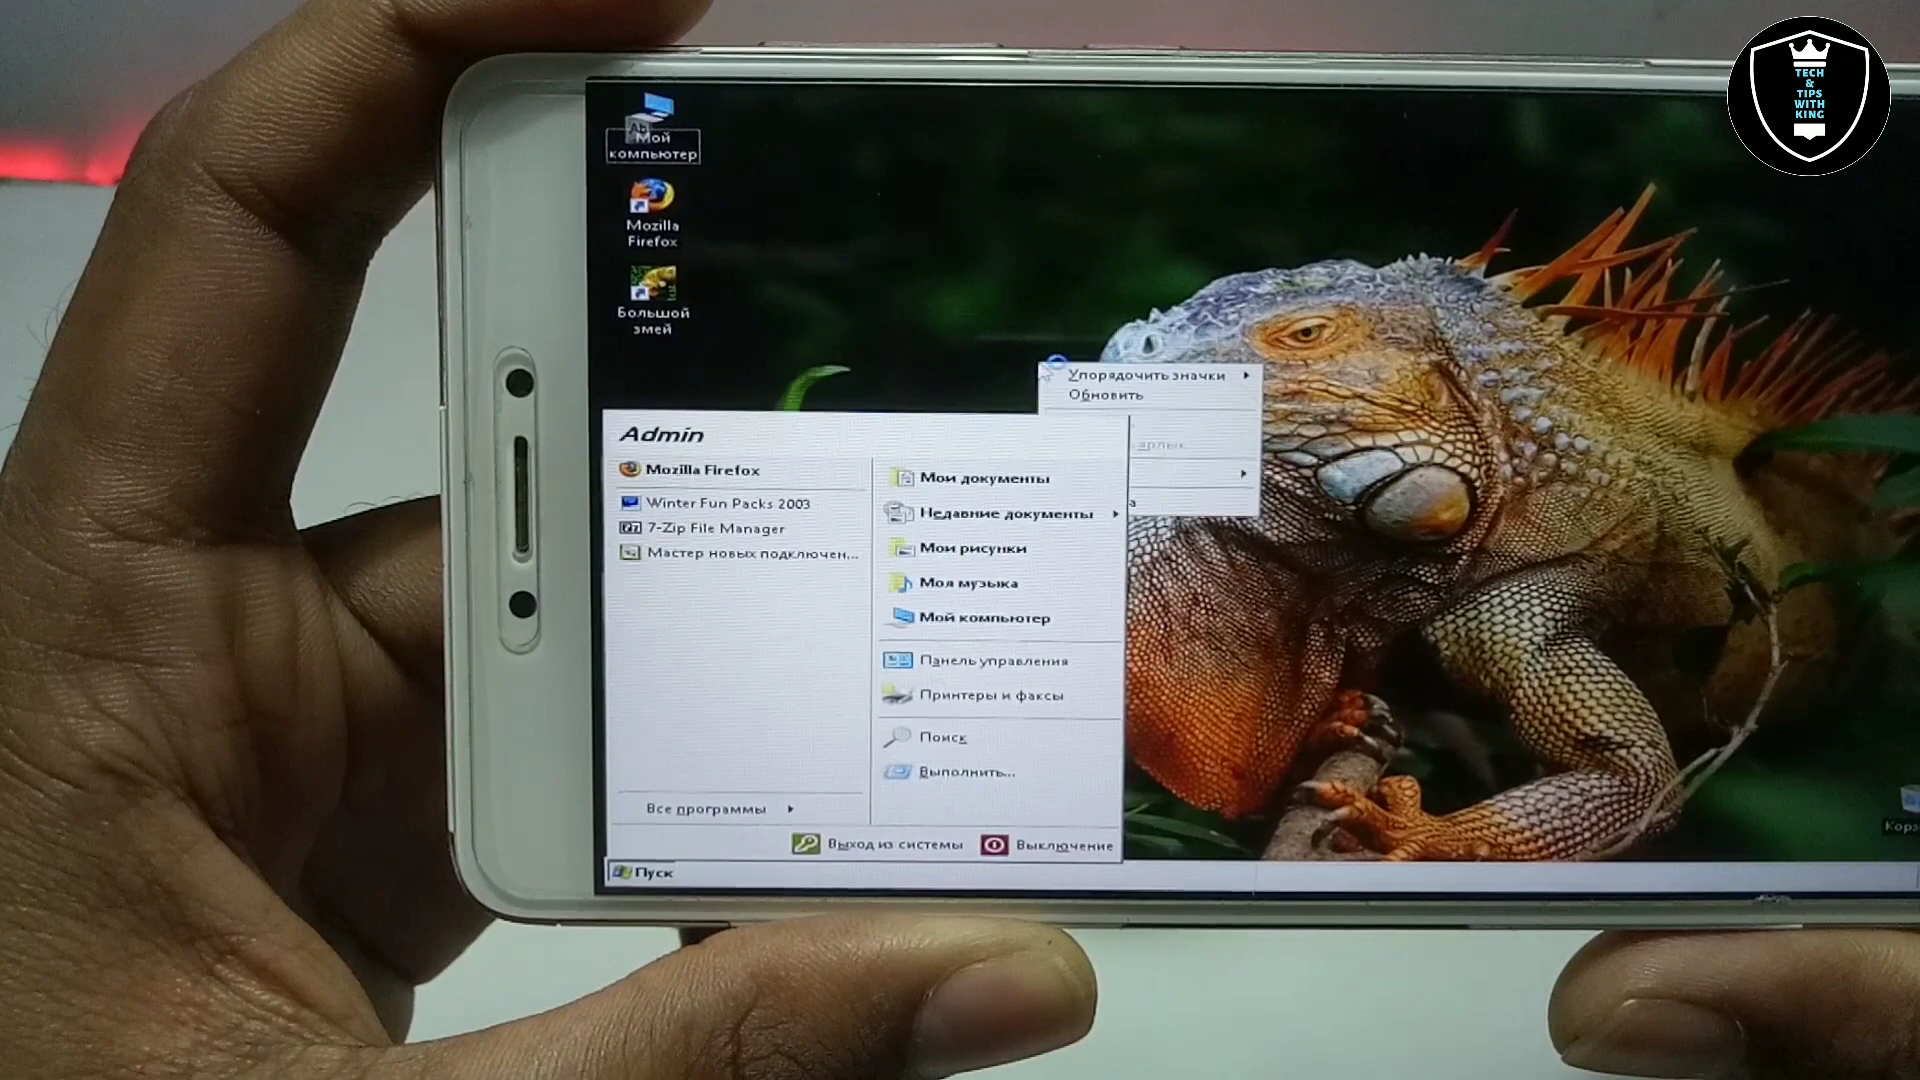 TECH
&
TIPS
WITH
KING
Мой
компьютер
Mozilla
Firefox
Большой
змей
Упорядочить значки
Обновить
Admin
Mozilla Firefox
Winter Fun Packs 2003
7-Zip File Manager
Мастер новых подключен...
Мои документы
Недавние документы
Мои рисунки
Моя музыка
Мой компьютер
Панель управления
Принтеры и факсы
Поиск
Выполнить...
Все программы
Выход из системы
Выключение
Пуск